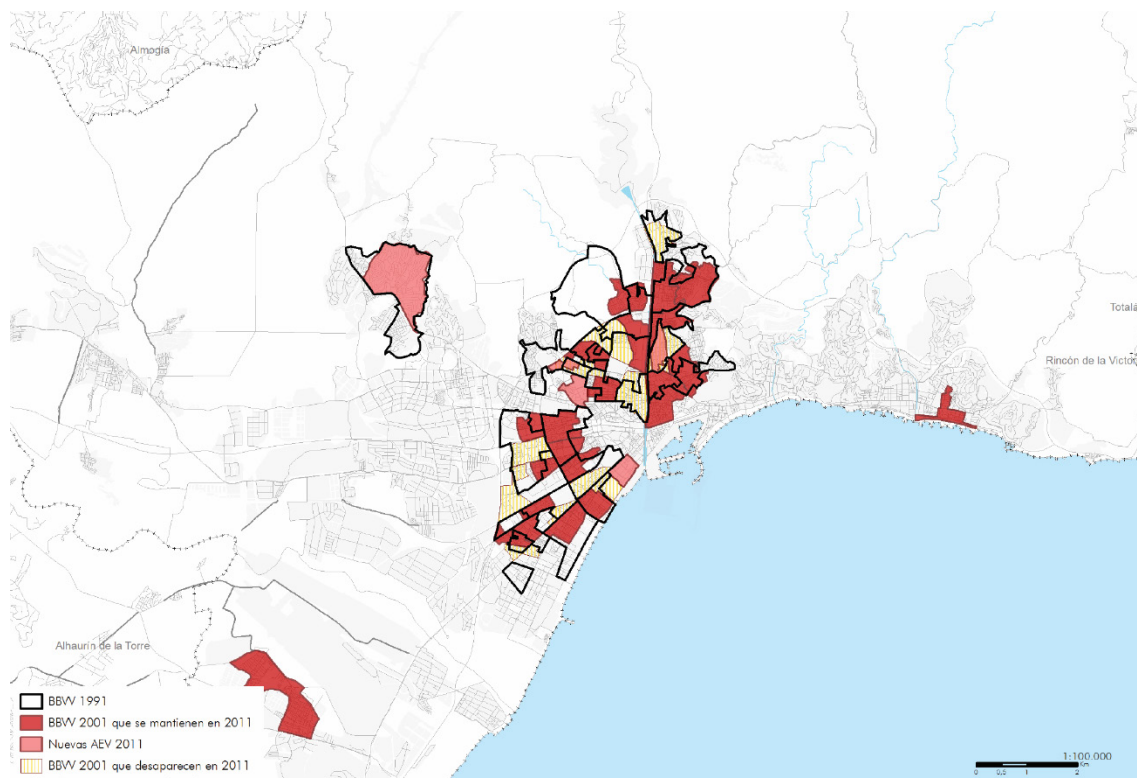 Almogía
Totalá
Rincón de la Victor
Alhaurín de la Torre
BBVV 1991
BBVV 2001 que se mantienen en 2011
Nuevas AEV 2011
BBVV 2001 que desaparecen en 2011
1:100.000
Km
0 0,5 1 2